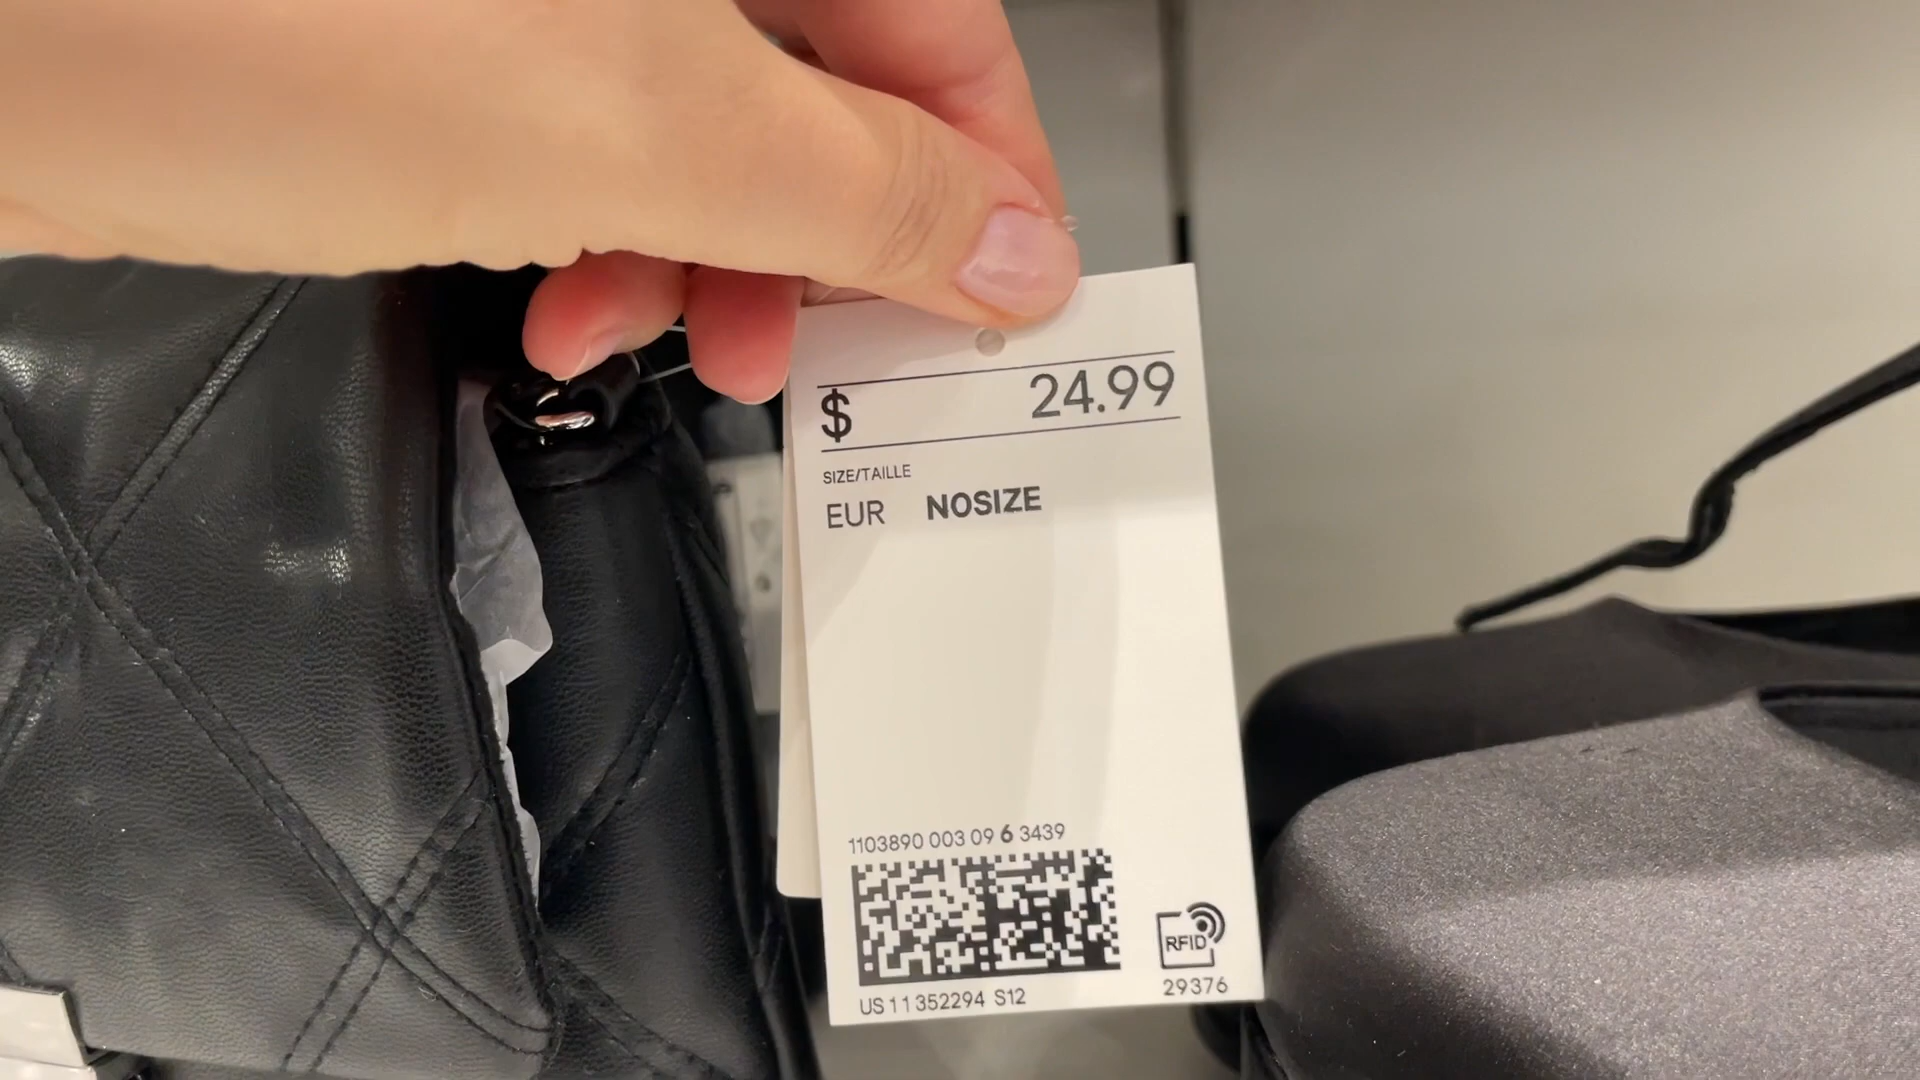 $ 24.99
SIZE/TAILLE
EUR NOSIZE
1103890 003 09 6 3439
RFID
US 11 352294 S12
29376